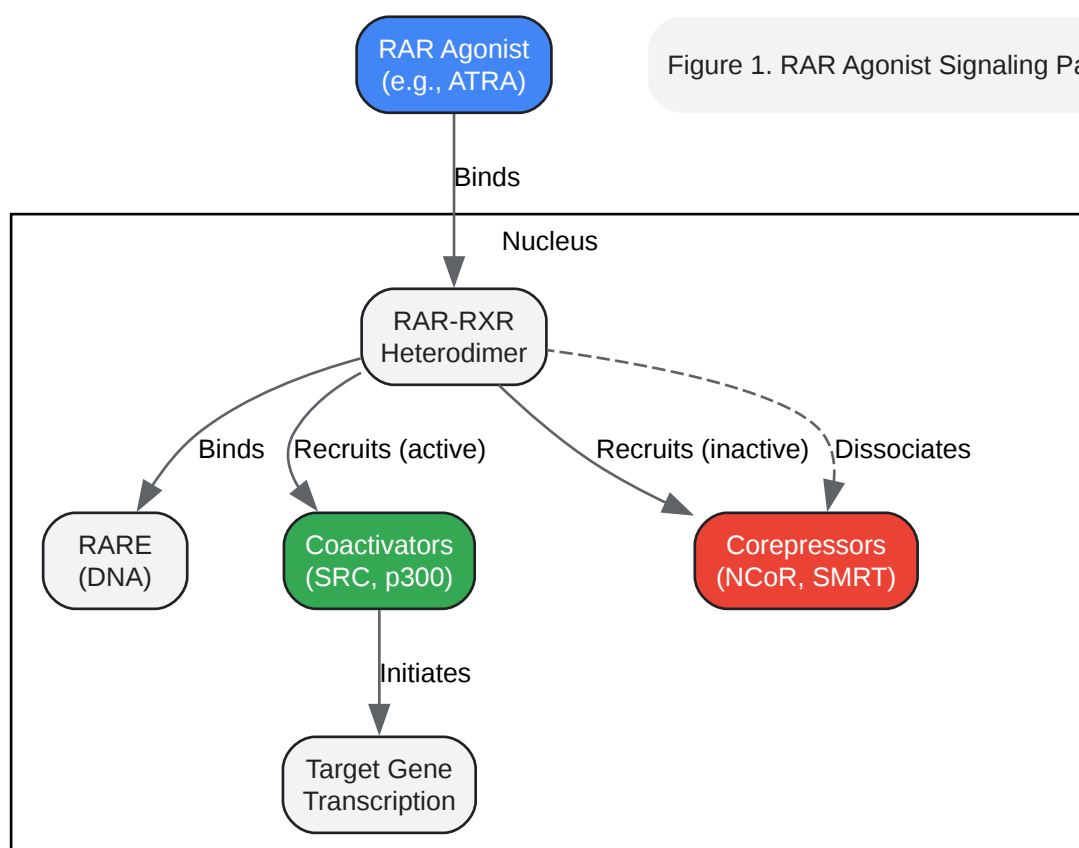 RAR Agonist
(e.g., ATRA)
Figure 1. RAR Agonist Signaling
Binds
Nucleus
RAR-RXR
Heterodimer
Binds
Recruits (active)
Recruits (inactive)
Dissociates
RARE
(DNA)
Coactivators
(SRC, p300)
Corepressors
(NCoR, SMRT)
Initiates
Target Gene
Transcription